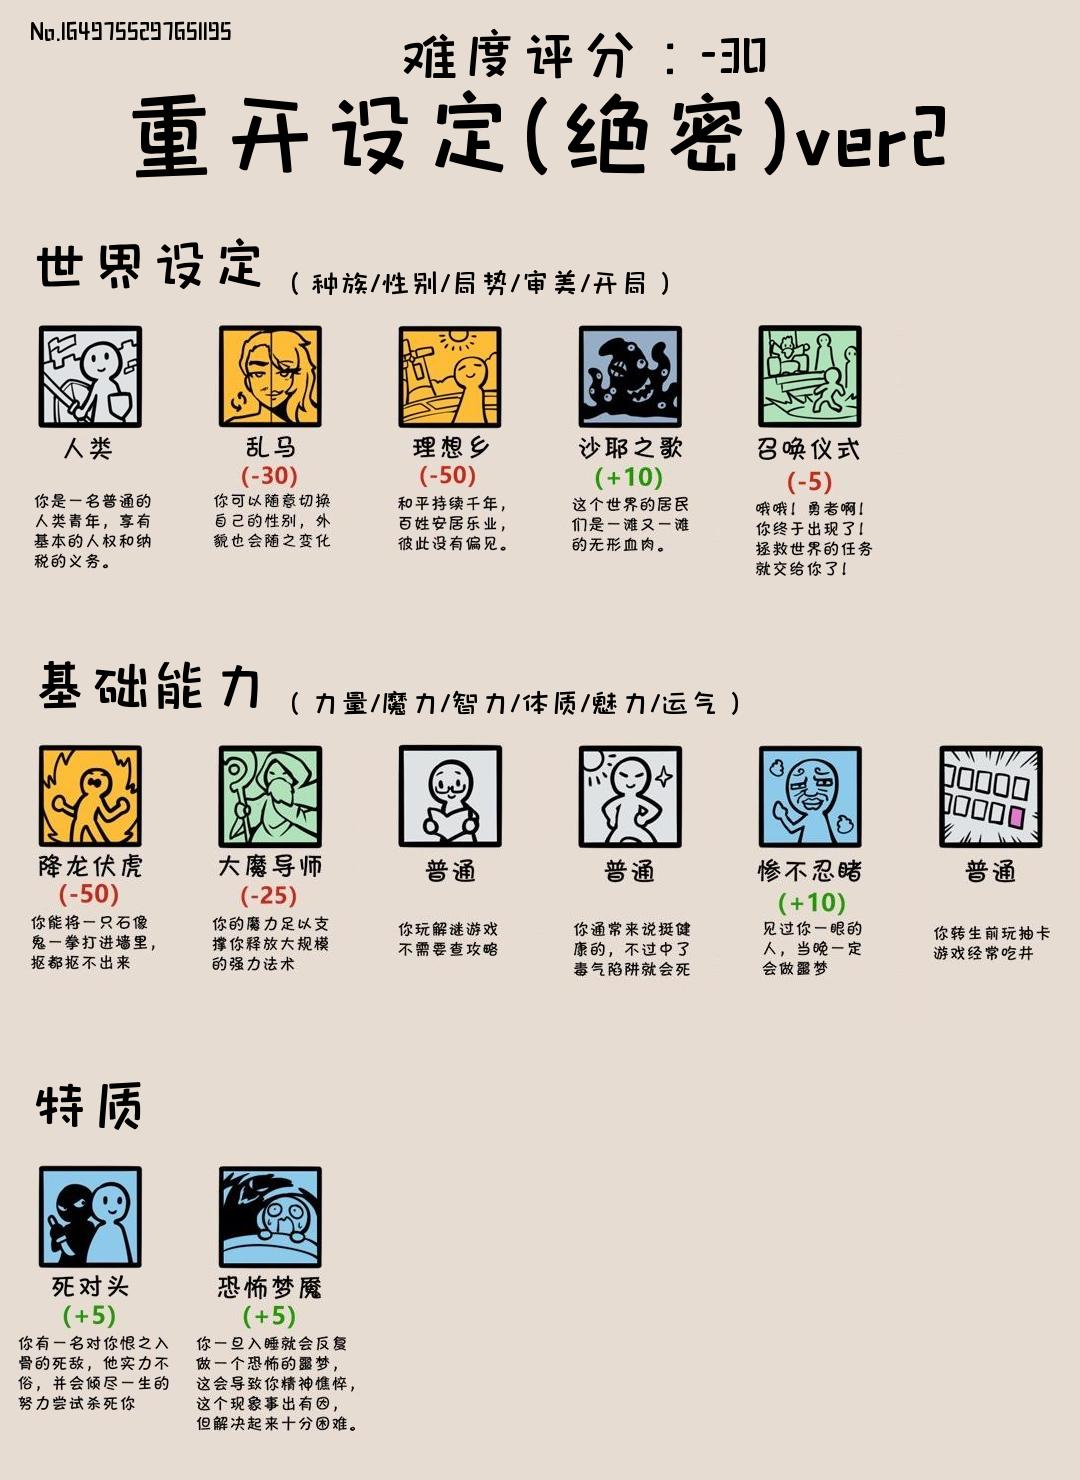 No.1649755297651195
难度评分：-30
重开设定(绝密)ver2
世界设定（种族/性别/局势/审美/开局）
人类
乱马
理想乡
沙耶之歌
召唤仪式
(-30)
(-50)
(+10)
(-5)
你是一名普通的
人类青年，享有
基本的人权和纳
税的义务。
你可以随意切换
自己的性别，外
貌也会随之变化
和平持续千年，
百姓安居乐业，
彼此没有偏见。
这个世界的居民
们是一滩又一滩
的无形血肉。
哦哦！勇者啊！
你终于出现了！
拯救世界的任务
就交给你了！
基础能力（力量/魔力/智力/体质/魅力/运气）
降龙伏虎
大魔导师
普通
普通
惨不忍睹
普通
(-50)
(-25)
(+10)
你能将一只石像
鬼一拳打进墙里，
抠都抠不出来
你的魔力足以支
撑你释放大规模
的强力法术
你玩解谜游戏
不需要查攻略
你通常来说挺健
康的，不过中了
毒气陷阱就会死
见过你一眼的
人，当晚一定
会做噩梦
你转生前玩抽卡
游戏经常吃井
特质
死对头
恐怖梦魇
(+5)
(+5)
你有一名对你恨之入
骨的死敌，他实力不
俗，并会倾尽一生的
努力尝试杀死你
你一旦入睡就会反复
做一个恐怖的噩梦，
这会导致你精神憔悴，
这个现象事出有因，
但解决起来十分困难。